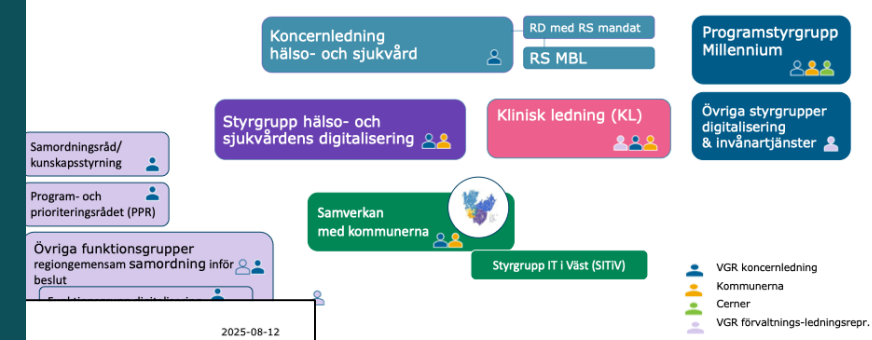 Koncernledning
hälso- och sjukvård
RD med RS mandat
RS MBL
Programstyrgrupp
Millennium
Styrgrupp hälso- och
sjukvårdens digitalisering
Klinisk ledning (KL)
Övriga styrgrupper
digitalisering
& invånartjänster
Samordningsråd/
kunskapsstyrning
Program- och
prioriteringsrådet (PPR)
Samverkan
med kommunerna
Övriga funktionsgrupper
regiongemensam samordning inför
beslut
Styrgrupp IT i Väst (SITiV)
VGR koncernledning
Kommunerna
Cerner
VGR förvaltnings-ledningsrepr.
2025-08-12